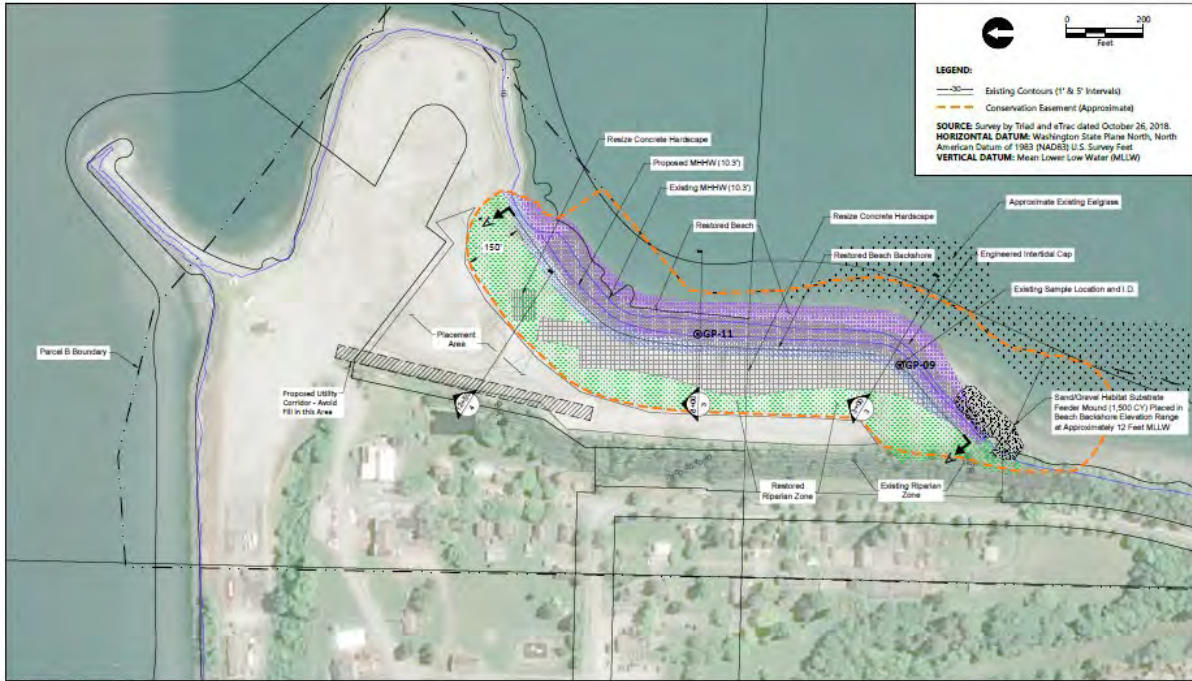 0 200
Feet
LEGEND:
-30- Existing Contours (1' & 5' Intervals)
Conservation Easement (Approximate)
SOURCE: Survey by Triad and eTrac dated October 26, 2018.
HORIZONTAL DATUM: Washington State Plane North, North
American Datum of 1983 (NAD83) U.S. Survey Feet
VERTICAL DATUM: Mean Lower Low Water (MLLW)
Resize Concrete Hardscape
Proposed MHHW (10.3')
Existing MHHW (10.3')
Restored Beach
Resize Concrete Hardscape
Restored Beach Backshore
Approximate Existing Eelgrass
Engineered Intertidal Cap
Existing Sample Location and I.D.
A
150'
GP-11
GP-09
Placement
Area
Parcel B Boundary
Proposed Utility
Corridor - Avoid
Fill in this Area
Sand/Gravel Habitat Substrate
Feeder Mound (1,500 CY) Placed in
Beach Backshore Elevation Range
at Approximately 12 Feet MLLW
A
Restored
Riparian Zone
Existing Riparian
Zone